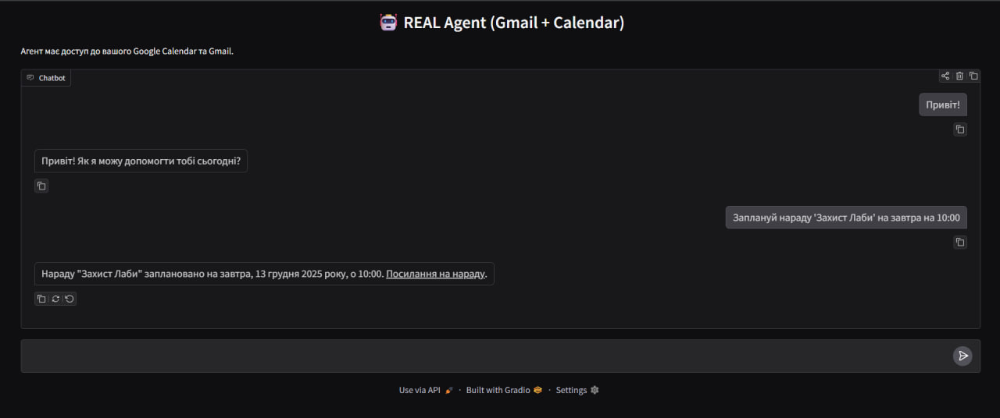 REAL Agent (Gmail + Calendar)
Агент має доступ до вашого Google Calendar та Gmail.
Chatbot
Привіт!
Привіт! Як я можу допомогти тобі сьогодні?
Заплануй нараду 'Захист Лаби' на завтра на 10:00
Нараду "Захист Лаби" заплановано на завтра, 13 грудня 2025 року, о 10:00. Посилання на нараду.
Use via API · Built with Gradio · Settings